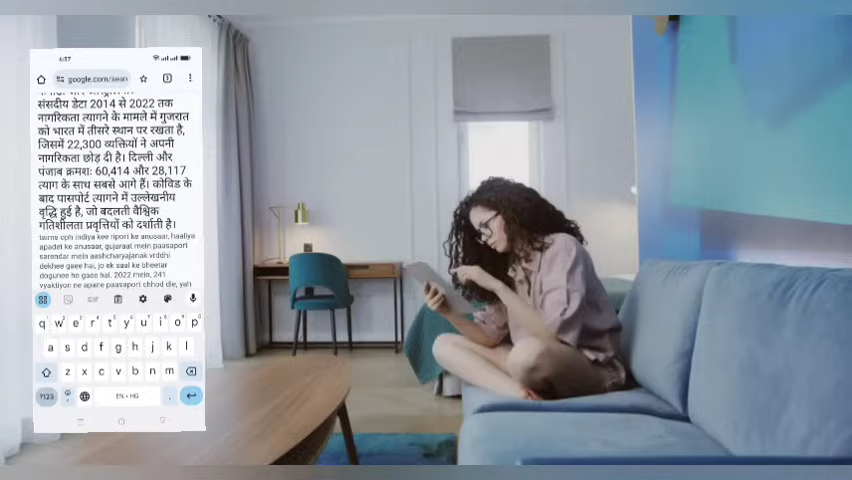 6:57
google.com/sean
3
संसदीय डेटा 2014 से 2022 तक
नागरिकता त्यागने के मामले में गुजरात
को भारत में तीसरे स्थान पर रखता है,
जिसमें 22,300 व्यक्तियों ने अपनी
नागरिकता छोड़ दी है। दिल्ली और
पंजाब क्रमश: 60,414 और 28,117
त्याग के साथ सबसे आगे हैं। कोविड के
बाद पासपोर्ट त्यागने में उल्लेखनीय
वृद्धि हुई है, जो बदलती वैश्विक
गतिशीलता प्रवृत्तियों को दर्शाती है।
taims oph indiya kee riport ke anusaar, haaliya
apadet ke anusaar, gujaraat mein paasaport
sarendar mein aashcharyajanak vrddhi
dekhee gaee hai, jo ek saal ke bheetar
dogunee ho gaee hai. 2022 mein, 241
vyaktiyon ne apane paasaport chhod die, yah
GIF
q w e r t y u i o p
a s d f g h j k l
z x c v b n m
?123
EN • HG